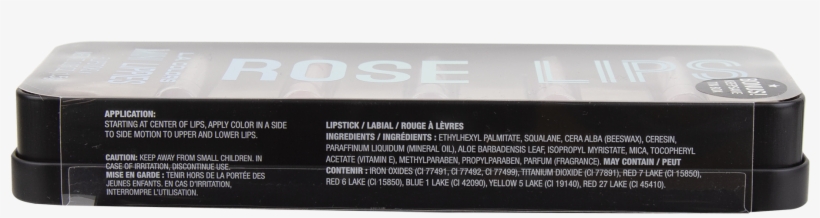 ROSE LIPS
APPLICATION:
STARTING AT CENTER OF LIPS, APPLY COLOR IN A SIDE
TO SIDE MOTION TO UPPER AND LOWER LIPS.
CAUTION: KEEP AWAY FROM SMALL CHILDREN. IN
CASE OF IRRITATION, DISCONTINUE USE.
MISE EN GARDE : TENIR HORS DE LA PORTÉE DES
JEUNES ENFANTS. EN CAS D'IRRITATION,
INTERROMPRE L'UTILISATION.
LIPSTICK / LABIAL / ROUGE À LÈVRES
INGREDIENTS / INGRÉDIENTS : ETHYLHEXYL PALMITATE, SQUALANE, CERA ALBA (BEESWAX), CERESIN,
PARAFFINUM LIQUIDUM (MINERAL OIL), ALOE BARBADENSIS LEAF, ISOPROPYL MYRISTATE, MICA, TOCOPHERYL
ACETATE (VITAMIN E), METHYLPARABEN, PROPYLPARABEN, PARFUM (FRAGRANCE). MAY CONTAIN / PEUT
CONTENIR : IRON OXIDES (CI 77491, CI 77492, CI 77499), TITANIUM DIOXIDE (CI 77891), RED 7 LAKE (CI 15850),
RED 6 LAKE (CI 15850), BLUE 1 LAKE (CI 42090), YELLOW 5 LAKE (CI 19140), RED 27 LAKE (CI 45410).